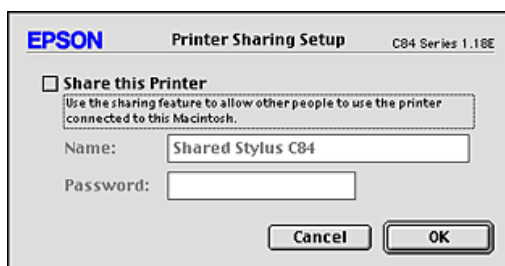 EPSON Printer Sharing Setup C84 Series 1.18E
Share this Printer
Use the sharing feature to allow other people to use the printer
connected to this Macintosh.
Name: Shared Stylus C84
Password:
Cancel OK